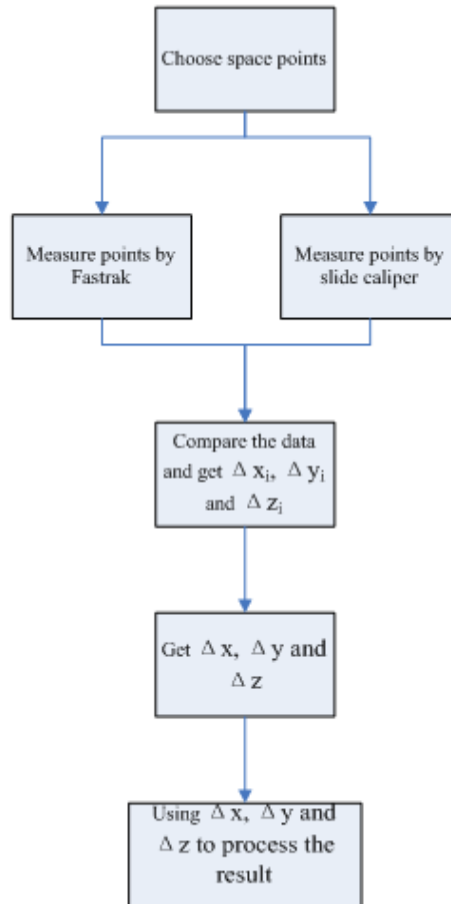 Choose space points
Measure points by
Fastrak
Measure points by
slide caliper
Compare the data
and get Δ xᵢ, Δ yᵢ
and Δ zᵢ
Get Δ x, Δ y and
Δ z
Using Δ x, Δ y and
Δ z to process the
result